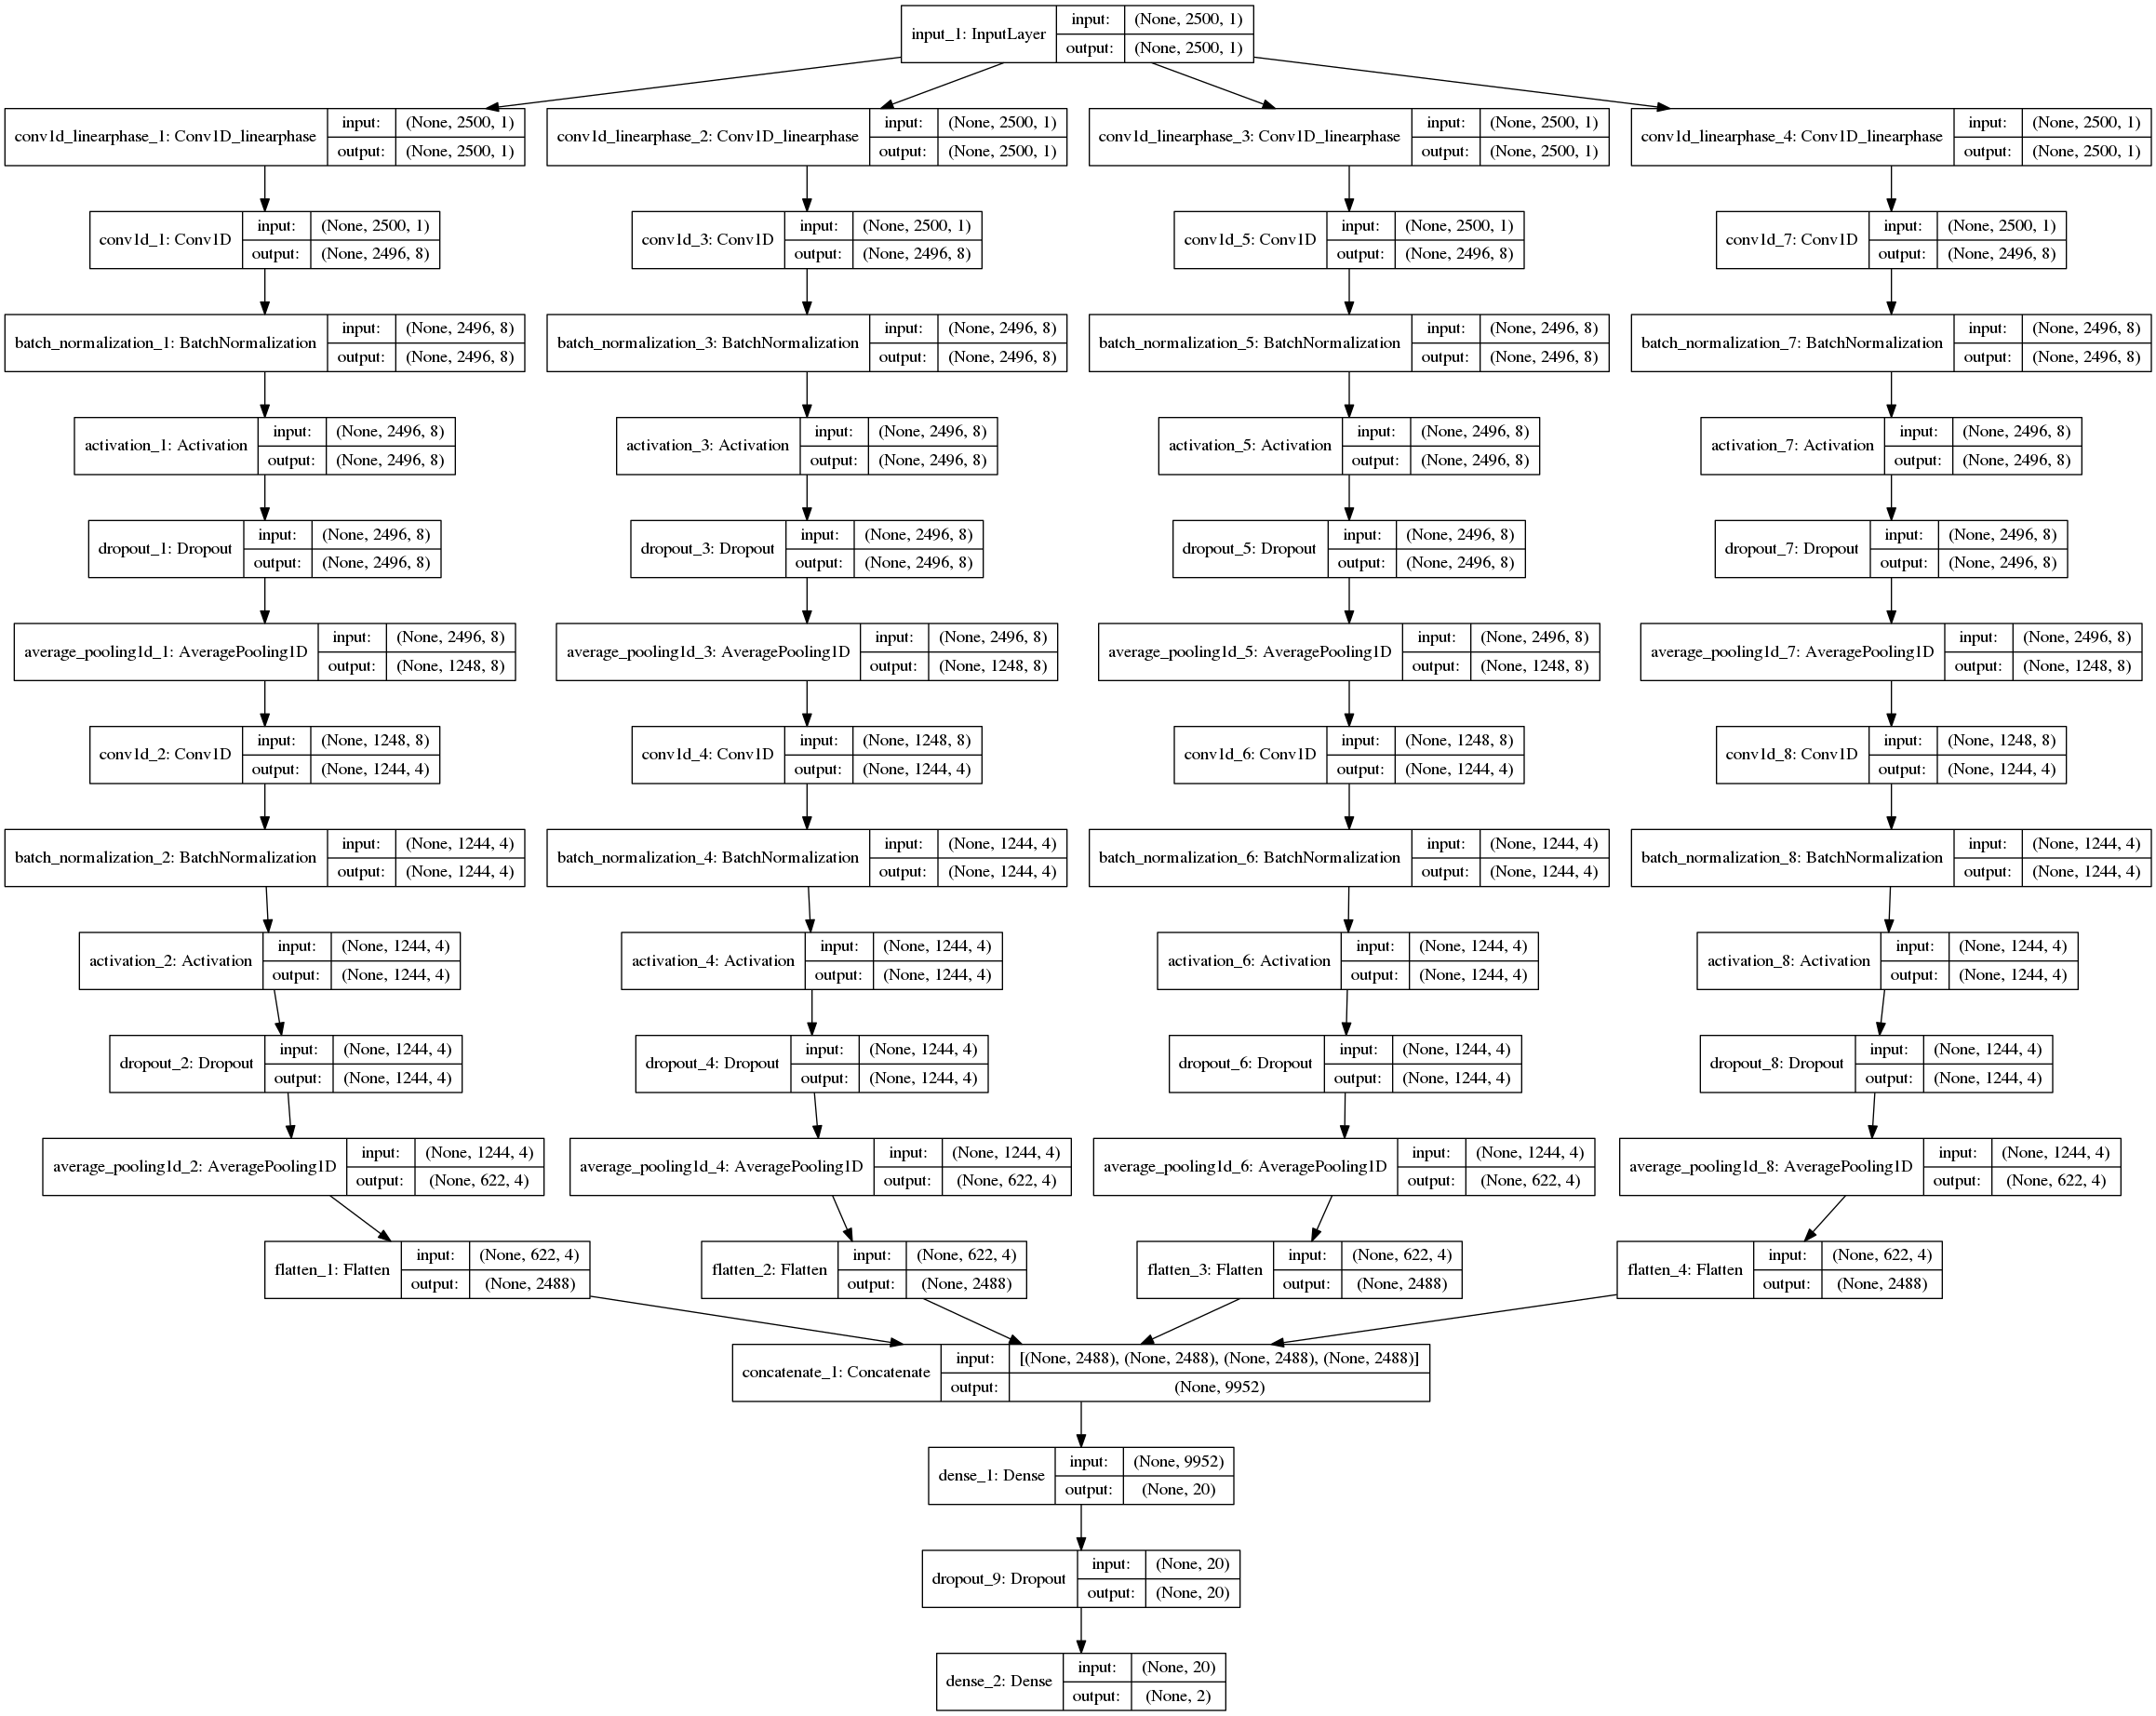 input_1: InputLayer input: (None, 2500, 1)
output: (None, 2500, 1)
conv1d_linearphase_1: Conv1D_linearphase input: (None, 2500, 1)
output: (None, 2500, 1)
conv1d_linearphase_2: Conv1D_linearphase input: (None, 2500, 1)
output: (None, 2500, 1)
conv1d_linearphase_3: Conv1D_linearphase input: (None, 2500, 1)
output: (None, 2500, 1)
conv1d_linearphase_4: Conv1D_linearphase input: (None, 2500, 1)
output: (None, 2500, 1)
conv1d_1: Conv1D input: (None, 2500, 1)
output: (None, 2496, 8)
conv1d_3: Conv1D input: (None, 2500, 1)
output: (None, 2496, 8)
conv1d_5: Conv1D input: (None, 2500, 1)
output: (None, 2496, 8)
conv1d_7: Conv1D input: (None, 2500, 1)
output: (None, 2496, 8)
batch_normalization_1: BatchNormalization input: (None, 2496, 8)
output: (None, 2496, 8)
batch_normalization_3: BatchNormalization input: (None, 2496, 8)
output: (None, 2496, 8)
batch_normalization_5: BatchNormalization input: (None, 2496, 8)
output: (None, 2496, 8)
batch_normalization_7: BatchNormalization input: (None, 2496, 8)
output: (None, 2496, 8)
activation_1: Activation input: (None, 2496, 8)
output: (None, 2496, 8)
activation_3: Activation input: (None, 2496, 8)
output: (None, 2496, 8)
activation_5: Activation input: (None, 2496, 8)
output: (None, 2496, 8)
activation_7: Activation input: (None, 2496, 8)
output: (None, 2496, 8)
dropout_1: Dropout input: (None, 2496, 8)
output: (None, 2496, 8)
dropout_3: Dropout input: (None, 2496, 8)
output: (None, 2496, 8)
dropout_5: Dropout input: (None, 2496, 8)
output: (None, 2496, 8)
dropout_7: Dropout input: (None, 2496, 8)
output: (None, 2496, 8)
average_pooling1d_1: AveragePooling1D input: (None, 2496, 8)
output: (None, 1248, 8)
average_pooling1d_3: AveragePooling1D input: (None, 2496, 8)
output: (None, 1248, 8)
average_pooling1d_5: AveragePooling1D input: (None, 2496, 8)
output: (None, 1248, 8)
average_pooling1d_7: AveragePooling1D input: (None, 2496, 8)
output: (None, 1248, 8)
conv1d_2: Conv1D input: (None, 1248, 8)
output: (None, 1244, 4)
conv1d_4: Conv1D input: (None, 1248, 8)
output: (None, 1244, 4)
conv1d_6: Conv1D input: (None, 1248, 8)
output: (None, 1244, 4)
conv1d_8: Conv1D input: (None, 1248, 8)
output: (None, 1244, 4)
batch_normalization_2: BatchNormalization input: (None, 1244, 4)
output: (None, 1244, 4)
batch_normalization_4: BatchNormalization input: (None, 1244, 4)
output: (None, 1244, 4)
batch_normalization_6: BatchNormalization input: (None, 1244, 4)
output: (None, 1244, 4)
batch_normalization_8: BatchNormalization input: (None, 1244, 4)
output: (None, 1244, 4)
activation_2: Activation input: (None, 1244, 4)
output: (None, 1244, 4)
activation_4: Activation input: (None, 1244, 4)
output: (None, 1244, 4)
activation_6: Activation input: (None, 1244, 4)
output: (None, 1244, 4)
activation_8: Activation input: (None, 1244, 4)
output: (None, 1244, 4)
dropout_2: Dropout input: (None, 1244, 4)
output: (None, 1244, 4)
dropout_4: Dropout input: (None, 1244, 4)
output: (None, 1244, 4)
dropout_6: Dropout input: (None, 1244, 4)
output: (None, 1244, 4)
dropout_8: Dropout input: (None, 1244, 4)
output: (None, 1244, 4)
average_pooling1d_2: AveragePooling1D input: (None, 1244, 4)
output: (None, 622, 4)
average_pooling1d_4: AveragePooling1D input: (None, 1244, 4)
output: (None, 622, 4)
average_pooling1d_6: AveragePooling1D input: (None, 1244, 4)
output: (None, 622, 4)
average_pooling1d_8: AveragePooling1D input: (None, 1244, 4)
output: (None, 622, 4)
flatten_1: Flatten input: (None, 622, 4)
output: (None, 2488)
flatten_2: Flatten input: (None, 622, 4)
output: (None, 2488)
flatten_3: Flatten input: (None, 622, 4)
output: (None, 2488)
flatten_4: Flatten input: (None, 622, 4)
output: (None, 2488)
concatenate_1: Concatenate input: [(None, 2488), (None, 2488), (None, 2488), (None, 2488)]
output: (None, 9952)
dense_1: Dense input: (None, 9952)
output: (None, 20)
dropout_9: Dropout input: (None, 20)
output: (None, 20)
dense_2: Dense input: (None, 20)
output: (None, 2)